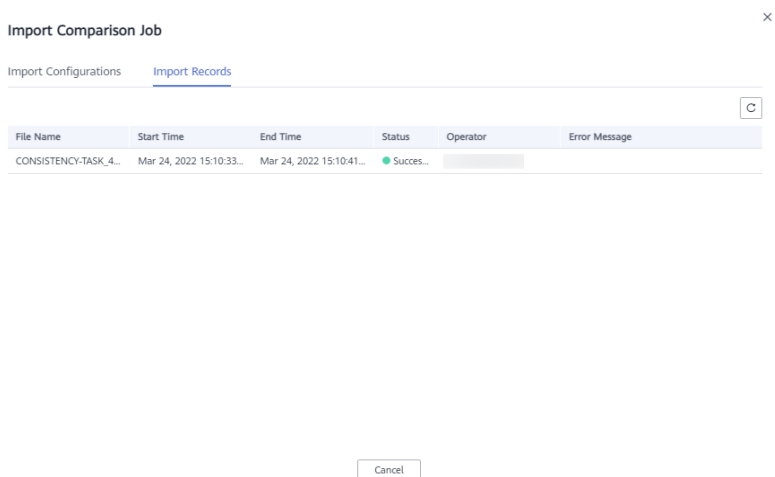 Import Comparison Job
Import Configurations Import Records
File Name Start Time End Time Status Operator Error Message
CONSISTENCY-TASK_4... Mar 24, 2022 15:10:33... Mar 24, 2022 15:10:41... Succes...
Cancel